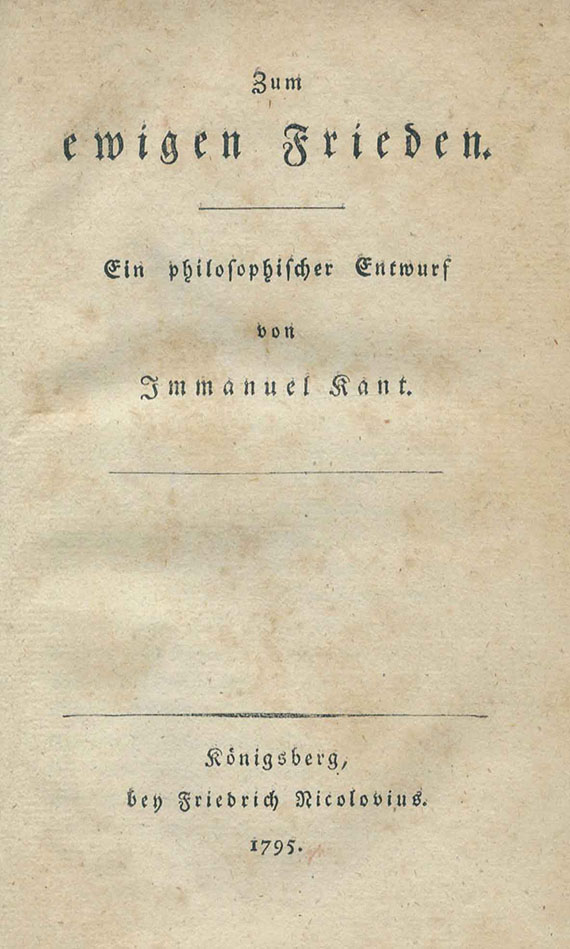 Zum
ewigen Frieden.
Ein philosophischer Entwurf
von
Immanuel Kant.
Königsberg,
bey Friedrich Nicolovius.
1795.